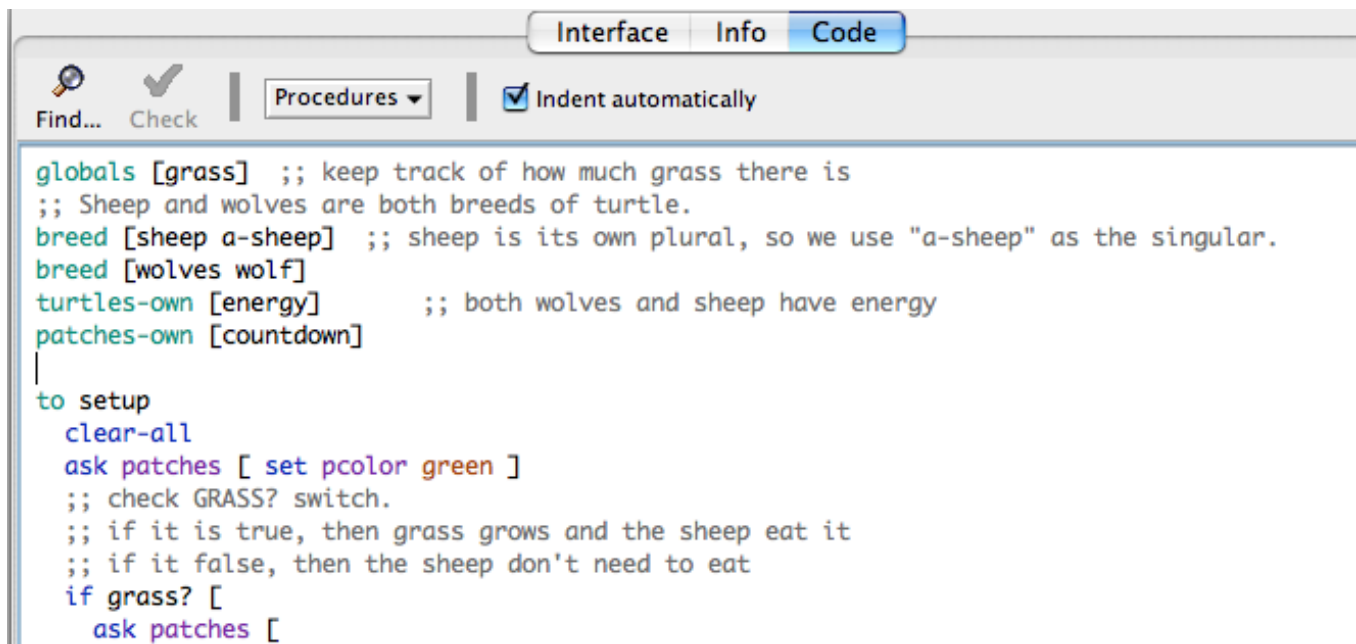 Interface Info Code
Find... Check Procedures Indent automatically
globals [grass]  ;; keep track of how much grass there is
;; Sheep and wolves are both breeds of turtle.
breed [sheep a-sheep]  ;; sheep is its own plural, so we use "a-sheep" as the singular.
breed [wolves wolf]
turtles-own [energy]       ;; both wolves and sheep have energy
patches-own [countdown]
to setup
  clear-all
  ask patches [ set pcolor green ]
  ;; check GRASS? switch.
  ;; if it is true, then grass grows and the sheep eat it
  ;; if it false, then the sheep don't need to eat
  if grass? [
    ask patches [